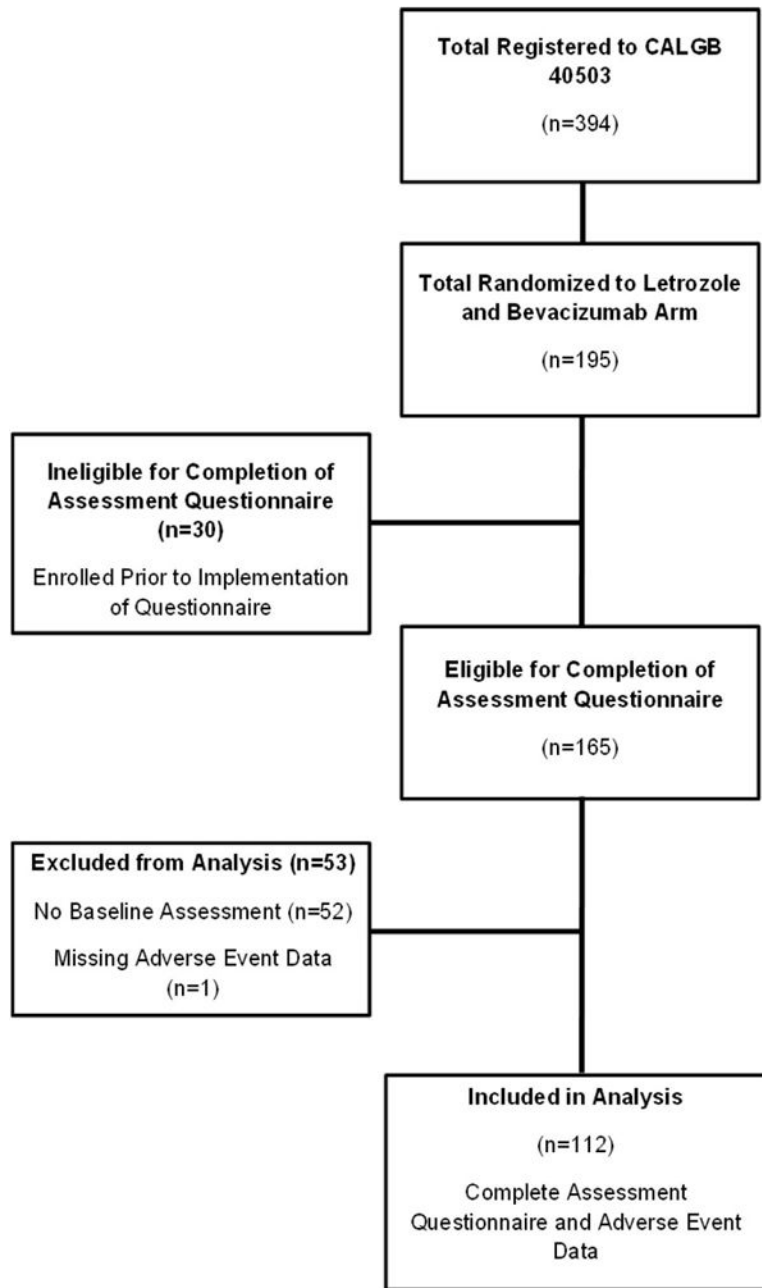 Total Registered to CALGB
40503
(n=394)
Total Randomized to Letrozole
and Bevacizumab Arm
(n=195)
Ineligible for Completion of
Assessment Questionnaire
(n=30)
Enrolled Prior to Implementation
of Questionnaire
Eligible for Completion of
Assessment Questionnaire
(n=165)
Excluded from Analysis (n=53)
No Baseline Assessment (n=52)
Missing Adverse Event Data
(n=1)
Included in Analysis
(n=112)
Complete Assessment
Questionnaire and Adverse Event
Data